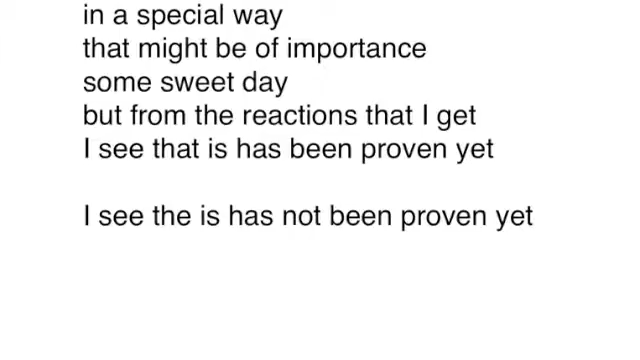 in a special way
that might be of importance
some sweet day
but from the reactions that I get
I see that is has been proven yet
I see the is has not been proven yet